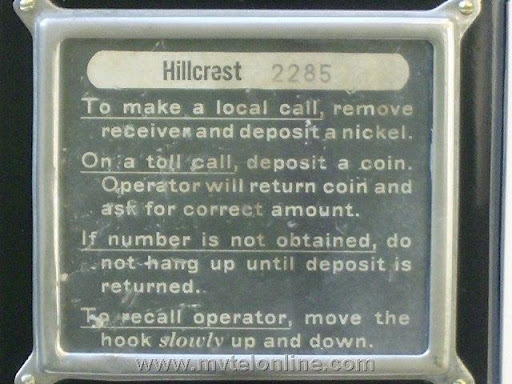 Hillcrest 2285
To make a local call, remove
receiver and deposit a nickel.
On a toll call, deposit a coin.
Operator will return coin and
ask for correct amount.
If number is not obtained, do
not hang up until deposit is
returned.
To recall operator, move the
hook slowly up and down.
www.mytelonline.com